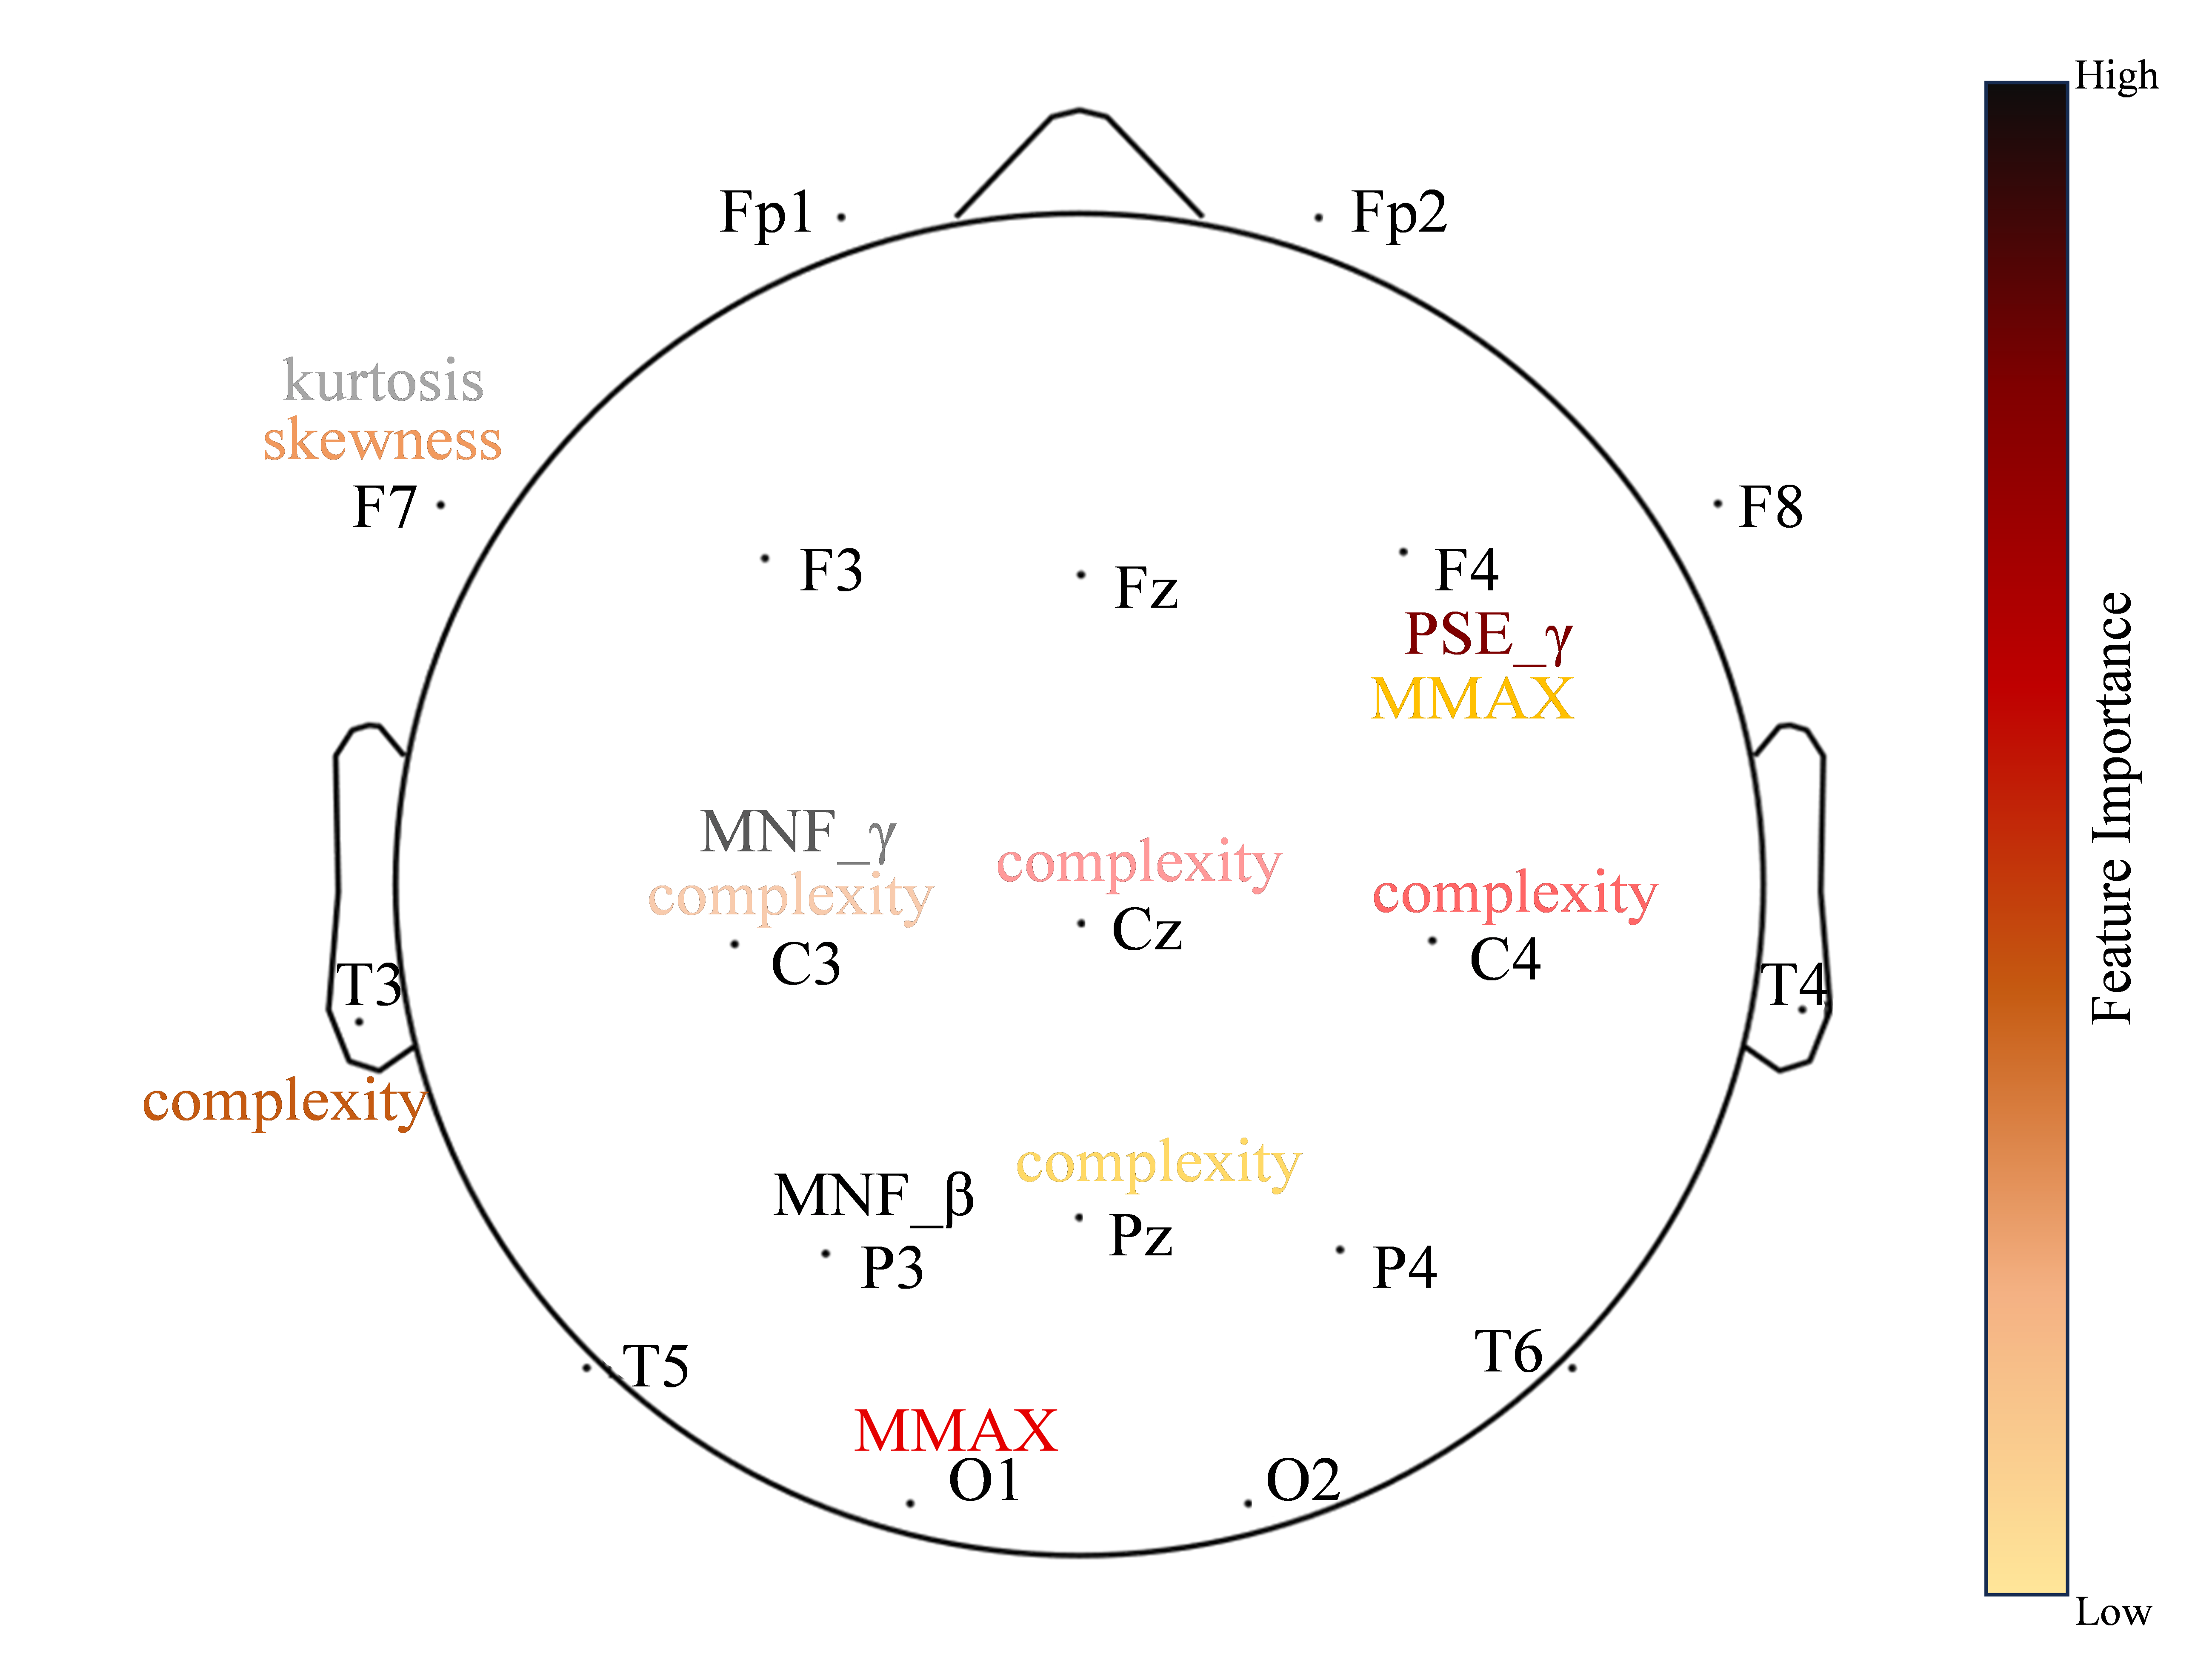 High
Fp1
Fp2
kurtosis
skewness
F7
F8
F3
Fz
F4
PSE_γ
MMAX
MNF_γ
complexity
C3
complexity
Cz
complexity
C4
T3
T4
complexity
Feature Importance
MNF_β
P3
complexity
Pz
P4
T5
T6
MMAX
O1
O2
Low